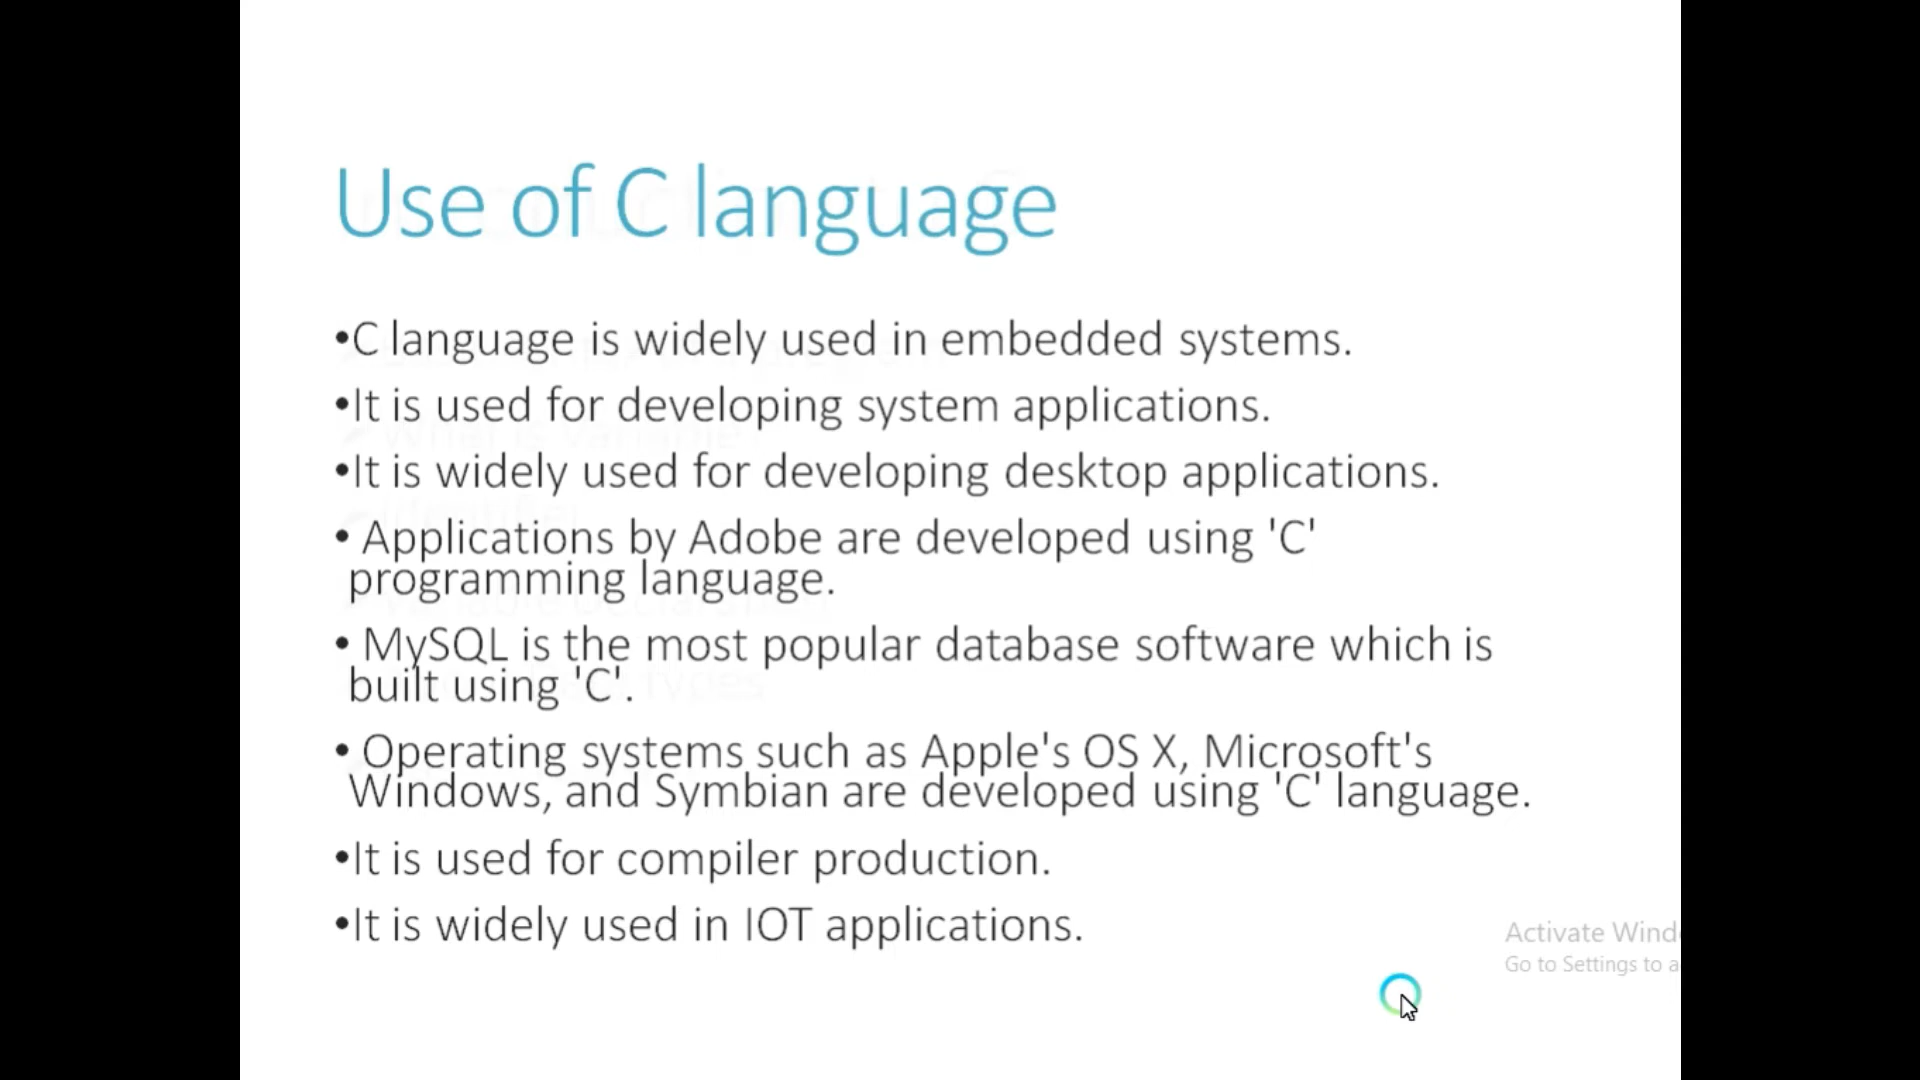 Use of C language
•C language is widely used in embedded systems.
•It is used for developing system applications.
•It is widely used for developing desktop applications.
• Applications by Adobe are developed using 'C'
programming language.
• MySQL is the most popular database software which is
built using 'C'.
• Operating systems such as Apple's OS X, Microsoft's
Windows, and Symbian are developed using 'C' language.
•It is used for compiler production.
•It is widely used in IOT applications.
Activate Wind
Go to Settings to a